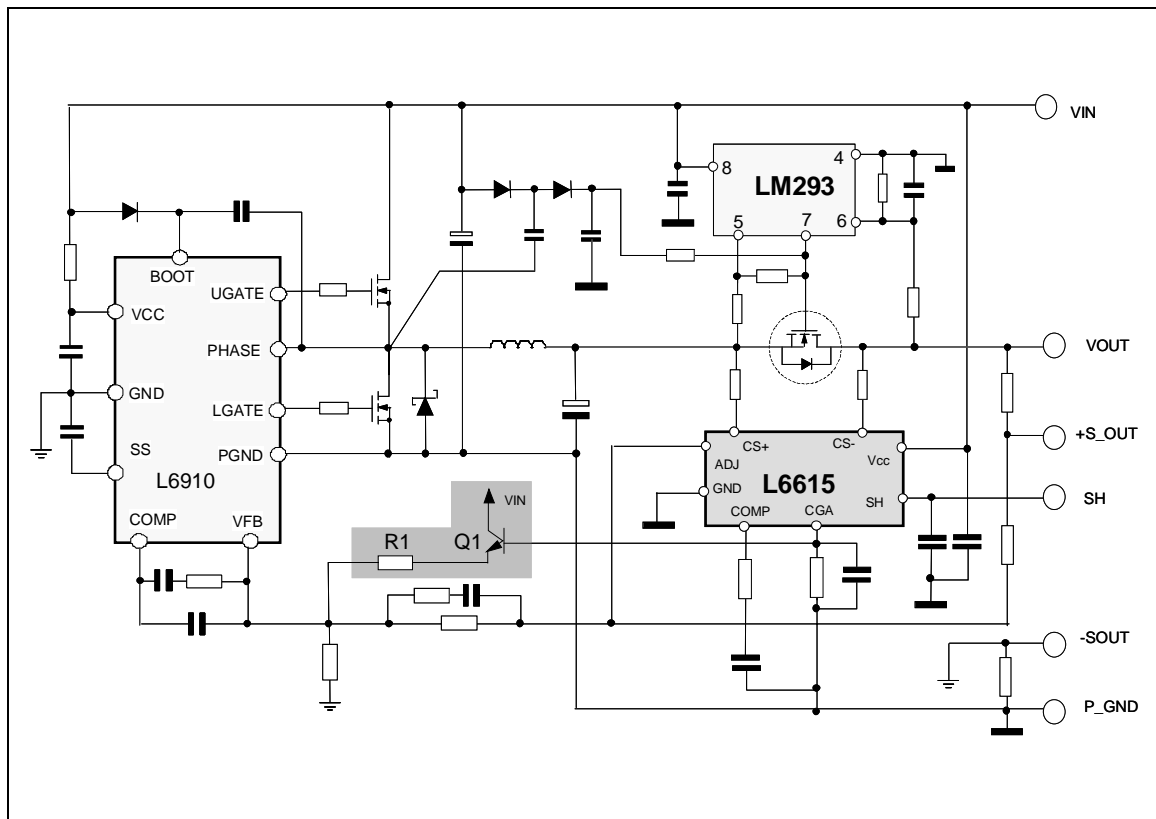 VIN
8
4
LM293
5
7
6
BOOT
UGATE
VCC
PHASE
VOUT
GND
LGATE
SS
PGND
L6910
COMP
VFB
CS+
CS-
ADJ
Vcc
GND
L6615
SH
COMP
CGA
+S_OUT
SH
VIN
R1
Q1
-SOUT
P_GND